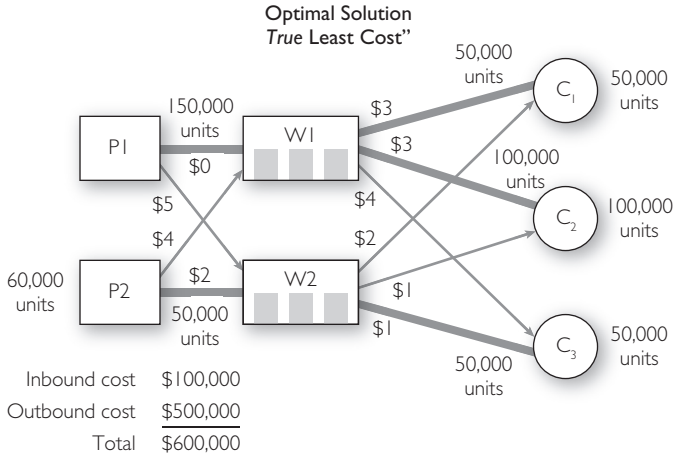 Optimal Solution
True Least Cost”
50,000
units
C1
50,000
units
150,000
units
P1
W1
$3
$3
$0
100,000
units
$5
$4
$4
$2
C2
100,000
units
60,000
units
P2
$2
W2
50,000
units
$1
$1
C3
50,000
units
50,000
units
Inbound cost $100,000
Outbound cost $500,000
Total $600,000